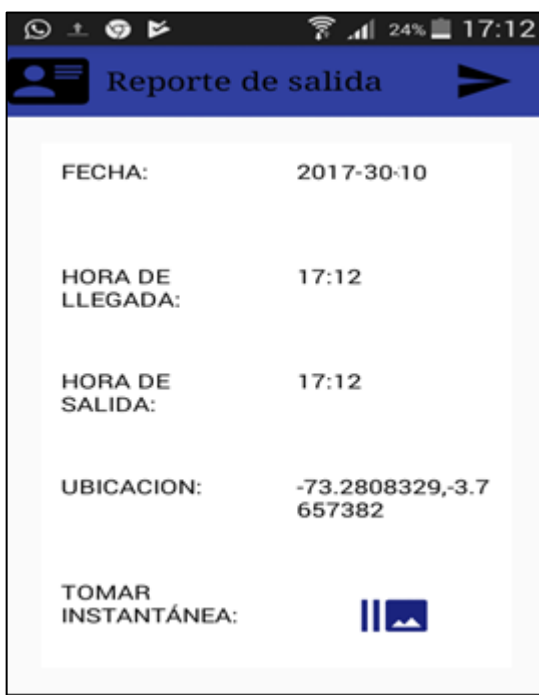 24% 17:12
Reporte de salida
FECHA: 2017-30-10
HORA DE
LLEGADA: 17:12
HORA DE
SALIDA: 17:12
UBICACION: -73.2808329,-3.7
657382
TOMAR
INSTANTÁNEA: